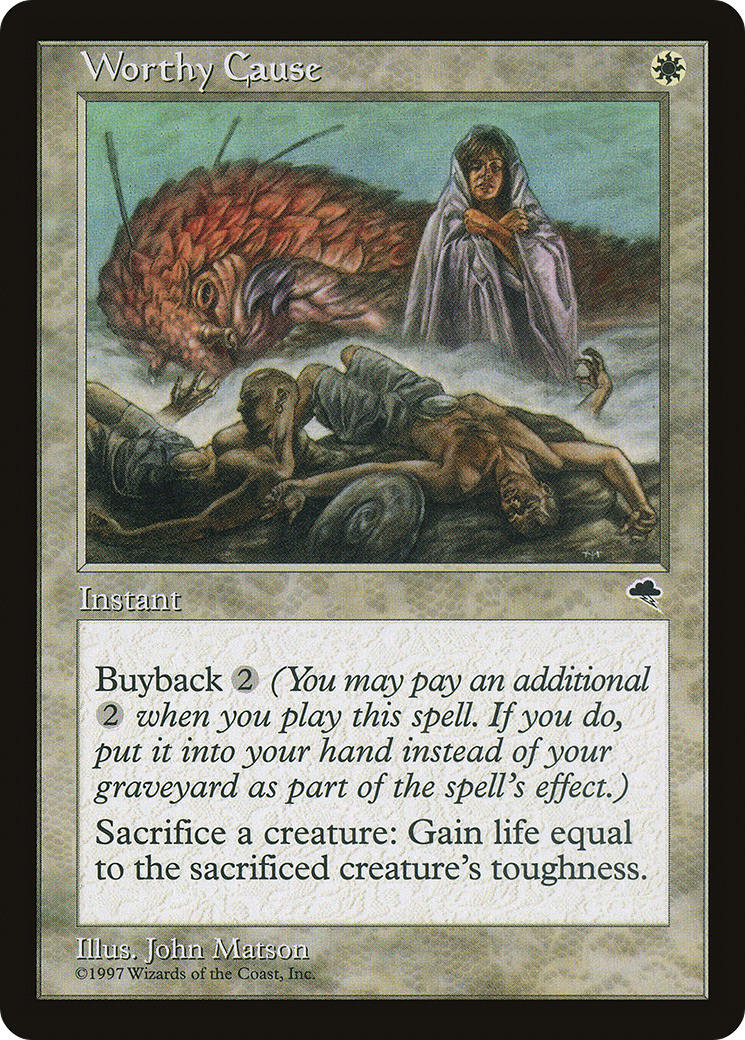 Worthy Cause
Instant
Buyback 2 (You may pay an additional
2 when you play this spell. If you do,
put it into your hand instead of your
graveyard as part of the spell's effect.)
Sacrifice a creature: Gain life equal
to the sacrificed creature's toughness.
Illus. John Matson
©1997 Wizards of the Coast, Inc.